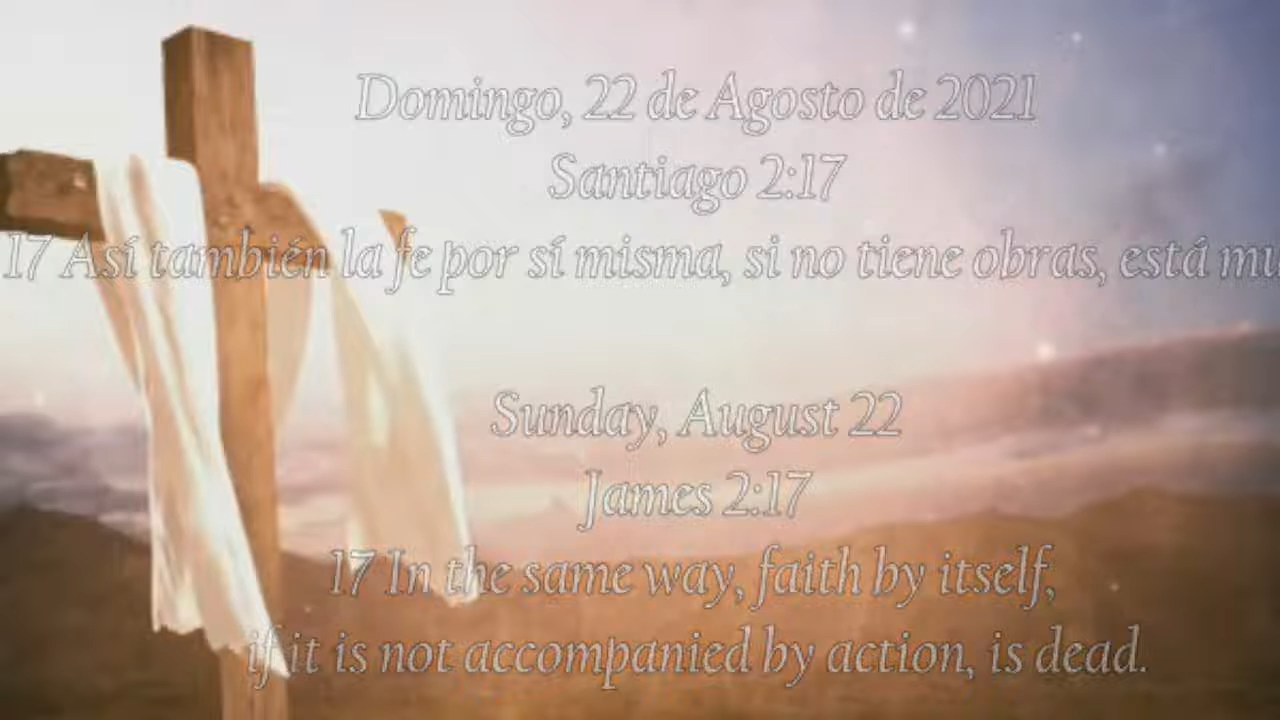 Domingo, 22 de Agosto de 2021
Santiago 2:17
17 Así también la fe por sí misma, si no tiene obras, está mu
Sunday, August 22
James 2:17
17 In the same way, faith by itself,
if it is not accompanied by action, is dead.